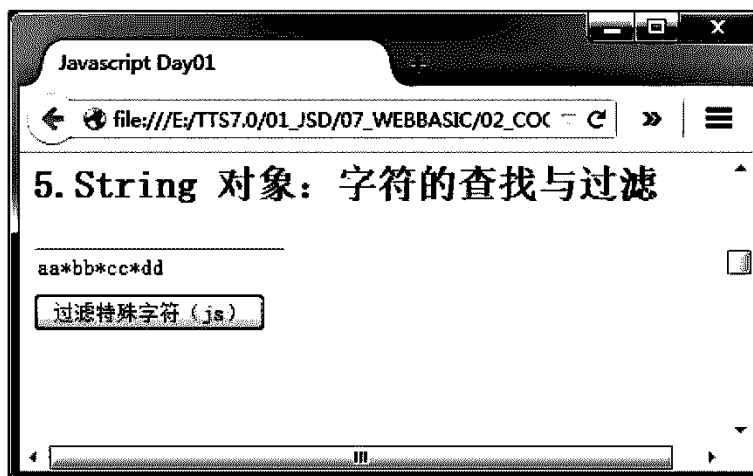 Javascript Day01
file:///E:/TTS7.0/01_JSD/07_WEBBASIC/02_COC
5.String 对象：字符的查找与过滤
aa*bb*cc*dd
过滤特殊字符（js）